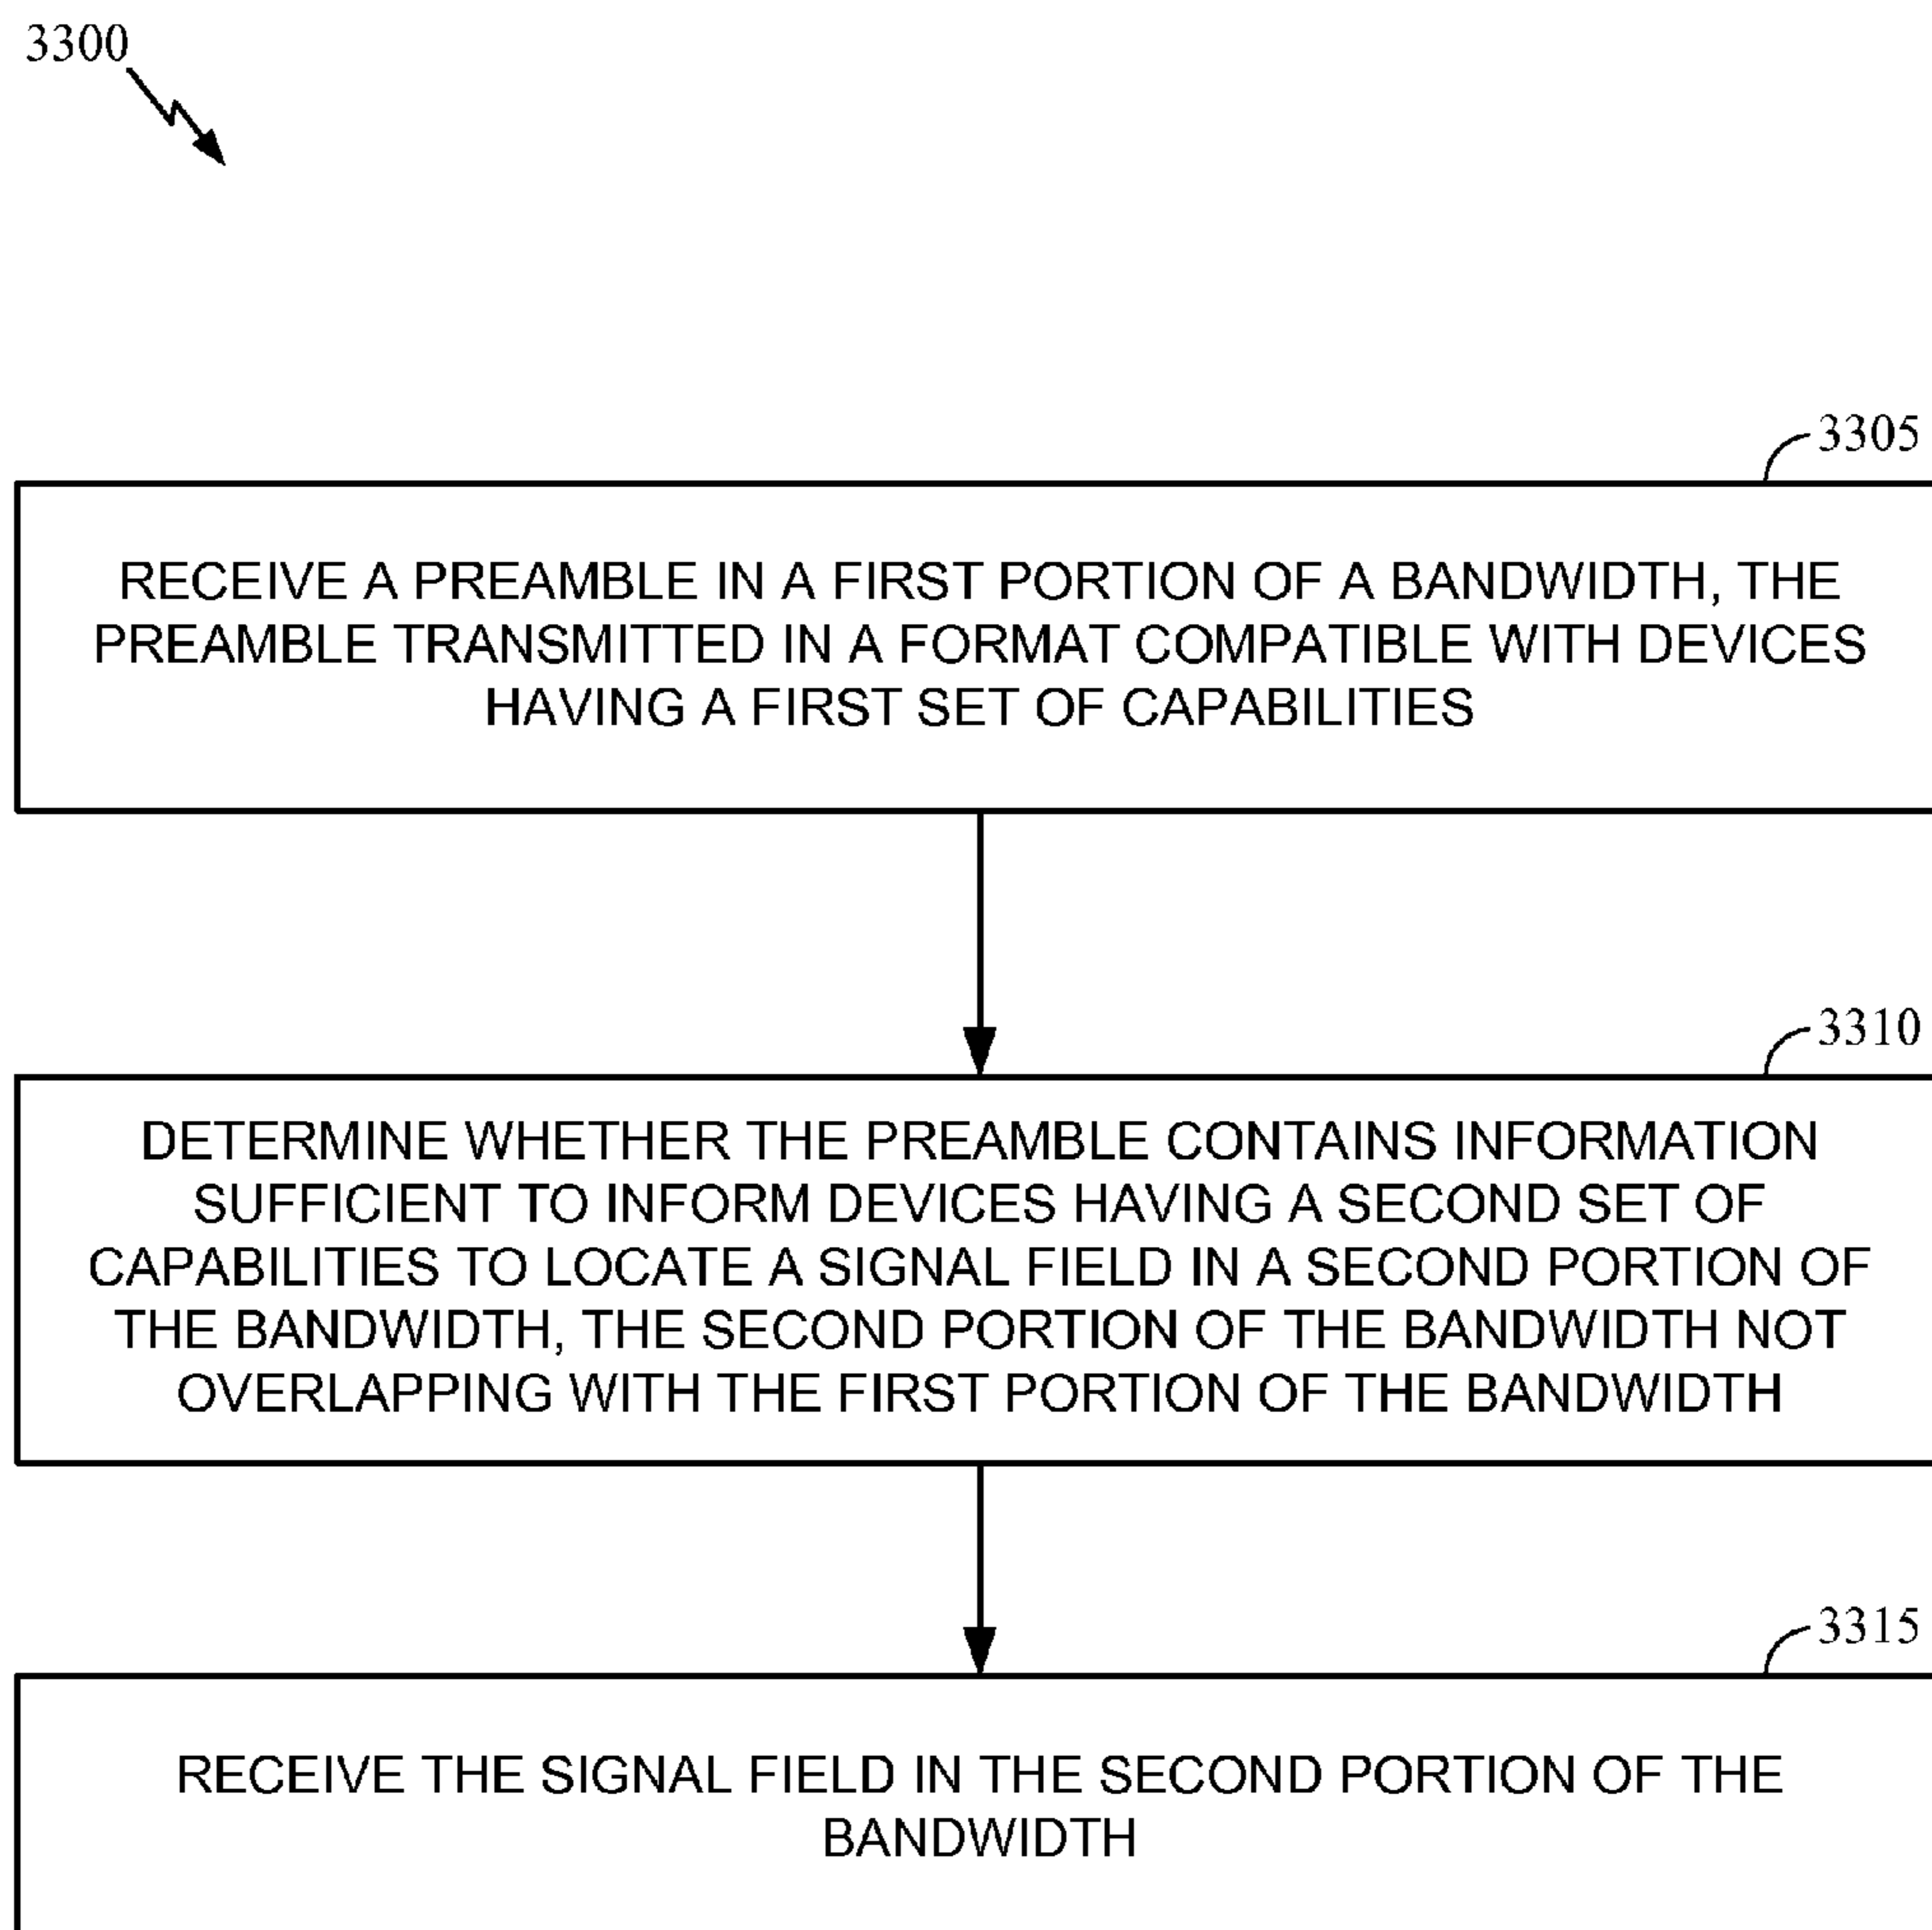 3300
3305
RECEIVE A PREAMBLE IN A FIRST PORTION OF A BANDWIDTH, THE
PREAMBLE TRANSMITTED IN A FORMAT COMPATIBLE WITH DEVICES
HAVING A FIRST SET OF CAPABILITIES
3310
DETERMINE WHETHER THE PREAMBLE CONTAINS INFORMATION
SUFFICIENT TO INFORM DEVICES HAVING A SECOND SET OF
CAPABILITIES TO LOCATE A SIGNAL FIELD IN A SECOND PORTION OF
THE BANDWIDTH, THE SECOND PORTION OF THE BANDWIDTH NOT
OVERLAPPING WITH THE FIRST PORTION OF THE BANDWIDTH
3315
RECEIVE THE SIGNAL FIELD IN THE SECOND PORTION OF THE
BANDWIDTH